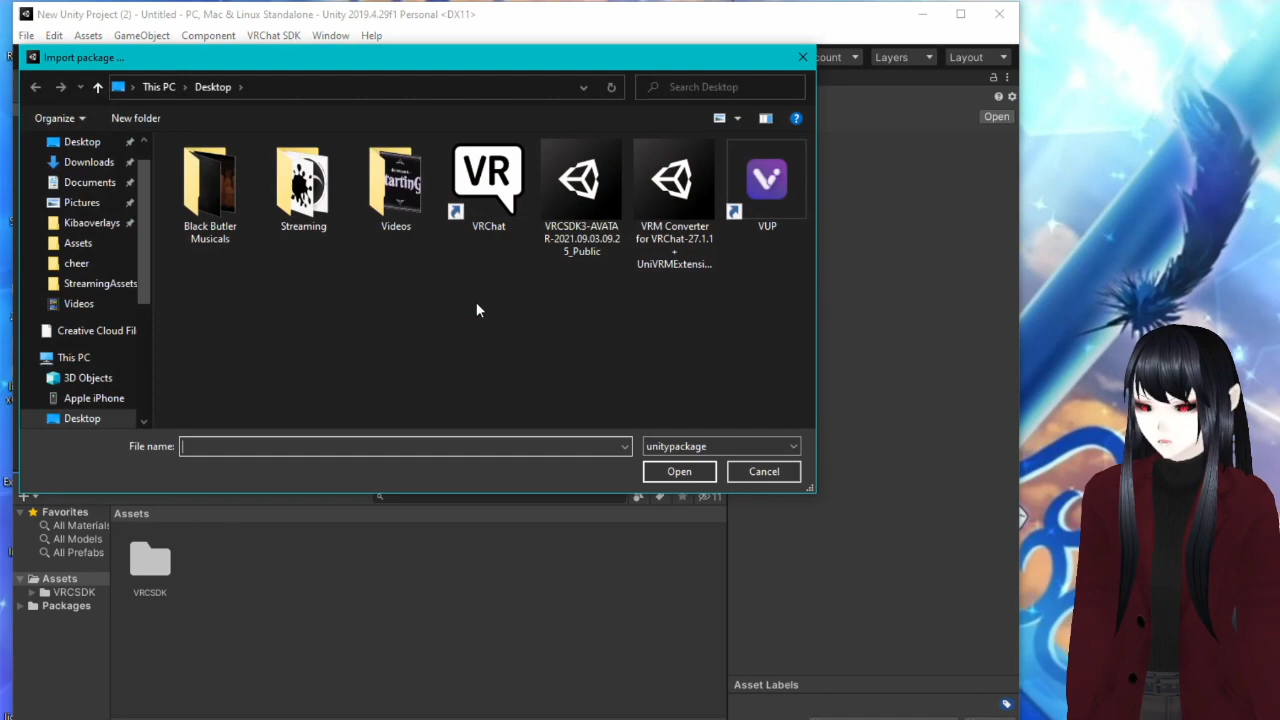 New Unity Project (2) - Untitled - PC, Mac & Linux Standalone - Unity 2019.4.29f1 Personal <DX11>
File Edit Assets GameObject Component VRChat SDK Window Help
Import package ...
ount Layers Layout
This PC Desktop
Search Desktop
Organize New folder
Open
Desktop
Downloads
Documents
Pictures
Kibaoverlays
Assets
cheer
StreamingAssets
Videos
Creative Cloud Fil
This PC
3D Objects
Apple iPhone
Desktop
Black Butler
Musicals
Streaming
Videos
VR
VRChat
VRCSDK3-AVATA
R-2021.09.03.09.2
5_Public
VRM Converter
for VRChat-27.1.1
+
UniVRMExtensi...
VUP
File name:
unitypackage
Open Cancel
11
Favorites
All Materials
All Models
All Prefabs
Assets
VRCSDK
Packages
Assets
VRCSDK
Asset Labels